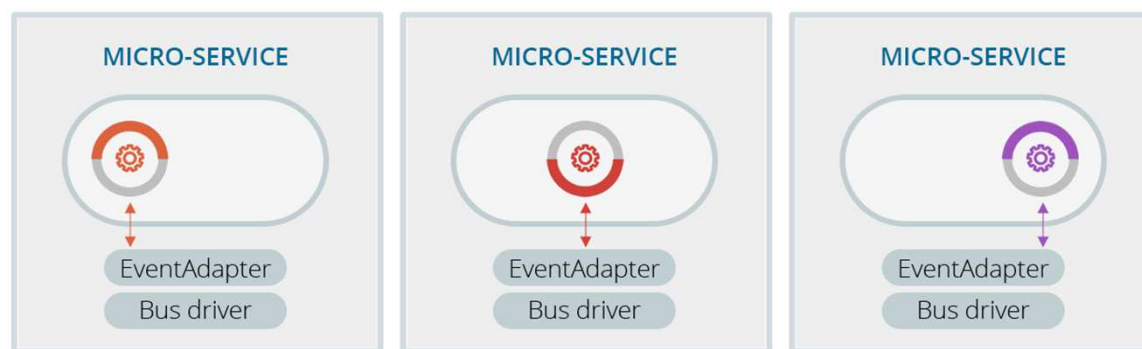 MICRO-SERVICE
EventAdapter
Bus driver
MICRO-SERVICE
EventAdapter
Bus driver
MICRO-SERVICE
EventAdapter
Bus driver